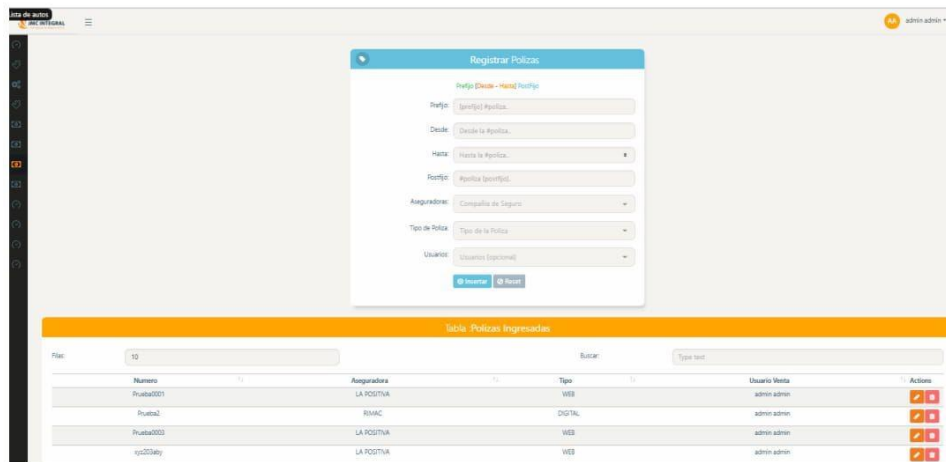 Lista de autos
JMC INTEGRAL
AA admin admin
Registrar Polizas
Prefijo [Desde - Hasta] Postfijo
Prefijo: [prefijo] #poliza..
Desde: Desde la #poliza..
Hasta: Hasta la #poliza..
Postfijo: #poliza [postfijo]..
Aseguradoras: Compañia de Seguro
Tipo de Poliza: Tipo de la Poliza
Usuarios: Usuarios [opcional]
Insertar Reset
Tabla :Polizas Ingresadas
Filas: 10 Buscar: Type text
Numero Aseguradora Tipo Usuario Venta Actions
Prueba0001 LA POSITIVA WEB admin admin
Prueba2 RIMAC DIGITAL admin admin
Prueba0003 LA POSITIVA WEB admin admin
xyz203aby LA POSITIVA WEB admin admin